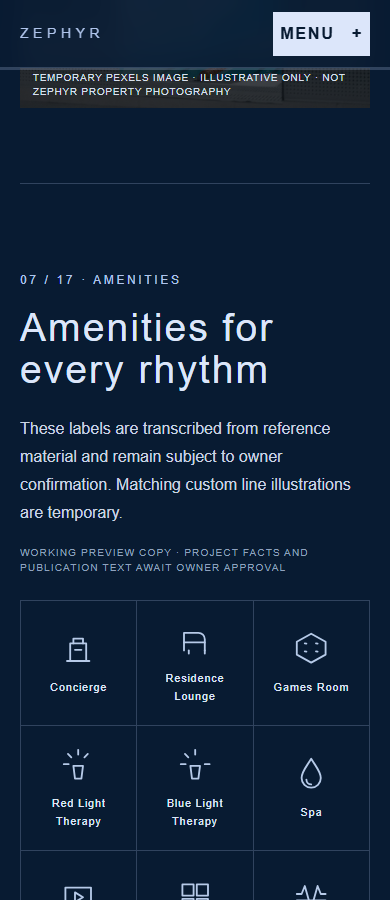 ZEPHYR
MENU +
TEMPORARY PEXELS IMAGE · ILLUSTRATIVE ONLY · NOT
ZEPHYR PROPERTY PHOTOGRAPHY
07 / 17 · AMENITIES
Amenities for
every rhythm
These labels are transcribed from reference
material and remain subject to owner
confirmation. Matching custom line illustrations
are temporary.
WORKING PREVIEW COPY · PROJECT FACTS AND
PUBLICATION TEXT AWAIT OWNER APPROVAL
Concierge
Residence
Lounge
Games Room
Red Light
Therapy
Blue Light
Therapy
Spa